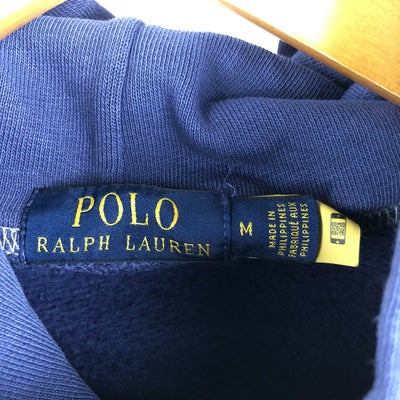 POLO
RALPH LAUREN
M
MADE IN
PHILIPPINES
FABRIQUÉ AUX
PHILIPPINES